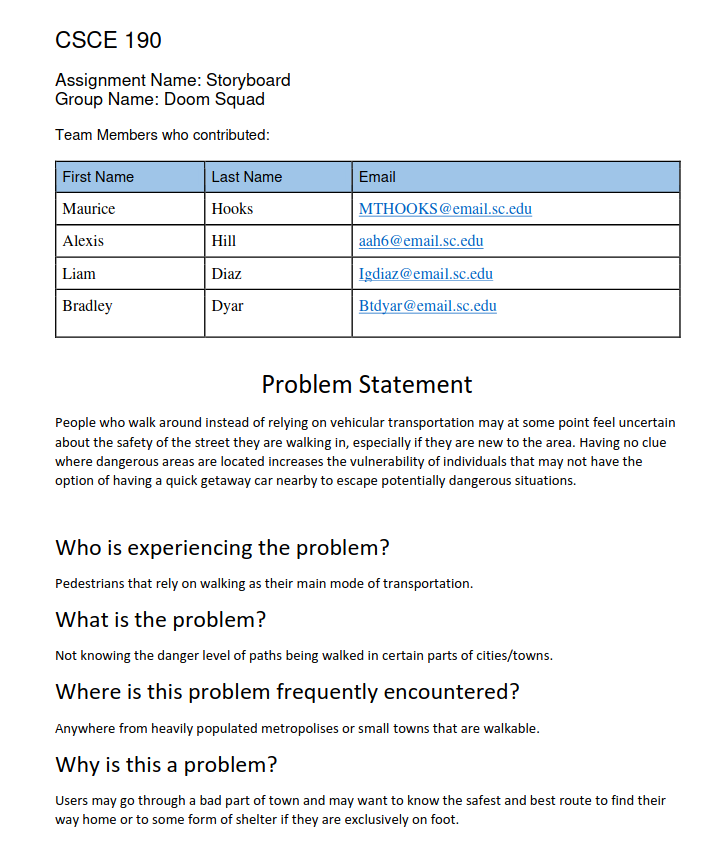 CSCE 190
Assignment Name: Storyboard
Group Name: Doom Squad
Team Members who contributed:
First Name Last Name Email
Maurice Hooks MTHOOKS@email.sc.edu
Alexis Hill aah6@email.sc.edu
Liam Diaz Igdiaz@email.sc.edu
Bradley Dyar Btdyar@email.sc.edu
Problem Statement
People who walk around instead of relying on vehicular transportation may at some point feel uncertain
about the safety of the street they are walking in, especially if they are new to the area. Having no clue
where dangerous areas are located increases the vulnerability of individuals that may not have the
option of having a quick getaway car nearby to escape potentially dangerous situations.
Who is experiencing the problem?
Pedestrians that rely on walking as their main mode of transportation.
What is the problem?
Not knowing the danger level of paths being walked in certain parts of cities/towns.
Where is this problem frequently encountered?
Anywhere from heavily populated metropolises or small towns that are walkable.
Why is this a problem?
Users may go through a bad part of town and may want to know the safest and best route to find their
way home or to some form of shelter if they are exclusively on foot.